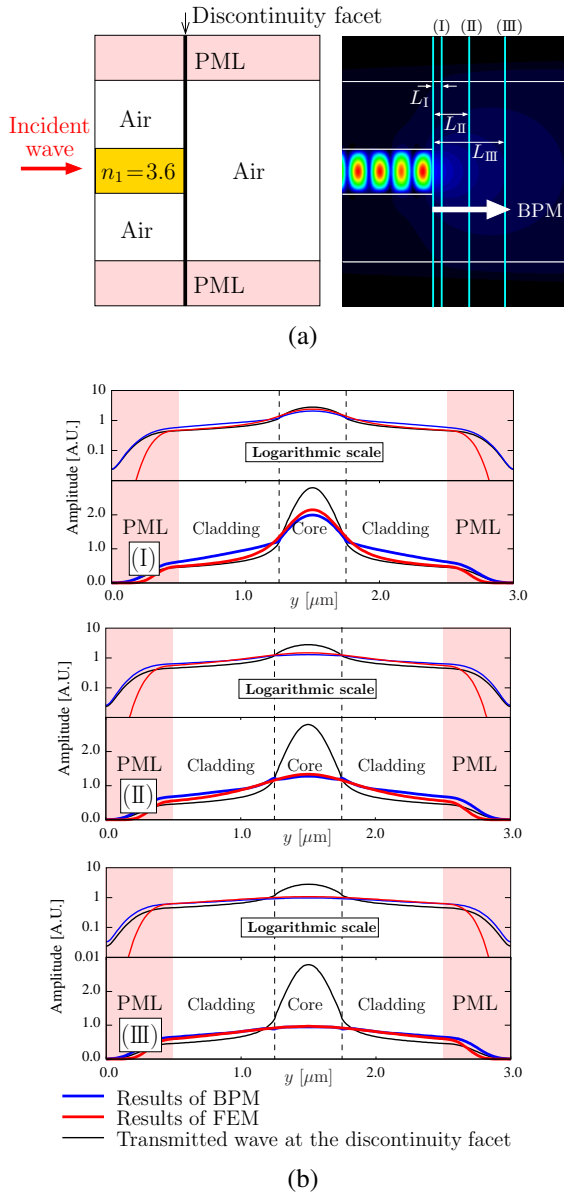 Discontinuity facet
PML
Air
Incident
wave
n₁=3.6
Air
Air
PML
(I) (II) (III)
L_I
L_II
L_III
BPM
(a)
Amplitude [A.U.]
10
1
0.1
Logarithmic scale
PML Cladding Core Cladding PML
2.0
1.0
0.0
(I)
0.0 1.0 2.0 3.0
y [μm]
Amplitude [A.U.]
10
1
0.1
Logarithmic scale
PML Cladding Core Cladding PML
2.0
1.0
0.0
(II)
0.0 1.0 2.0 3.0
y [μm]
Amplitude [A.U.]
10
1
0.1
0.01
Logarithmic scale
PML Cladding Core Cladding PML
2.0
1.0
0.0
(III)
0.0 1.0 2.0 3.0
y [μm]
Results of BPM
Results of FEM
Transmitted wave at the discontinuity facet
(b)